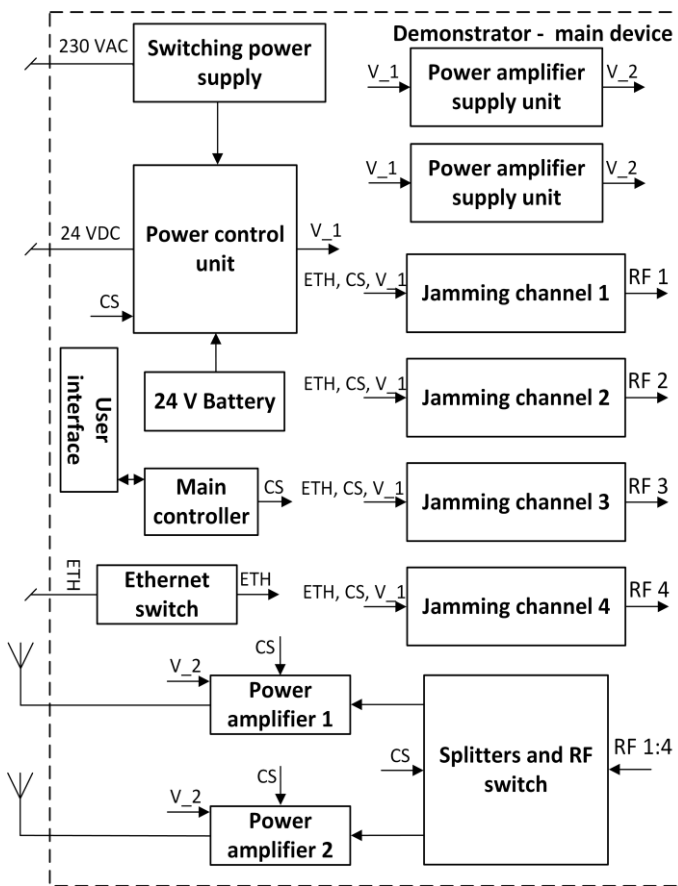 Demonstrator - main device
230 VAC
Switching power
supply
V_1
Power amplifier
supply unit
V_2
V_1
Power amplifier
supply unit
V_2
24 VDC
CS
Power control
unit
V_1
ETH, CS, V_1
Jamming channel 1
RF 1
24 V Battery
ETH, CS, V_1
Jamming channel 2
RF 2
User
interface
Main
controller
CS
ETH, CS, V_1
Jamming channel 3
RF 3
ETH
Ethernet
switch
ETH
ETH, CS, V_1
Jamming channel 4
RF 4
CS
V_2
Power
amplifier 1
CS
Splitters and RF
switch
RF 1:4
CS
V_2
Power
amplifier 2